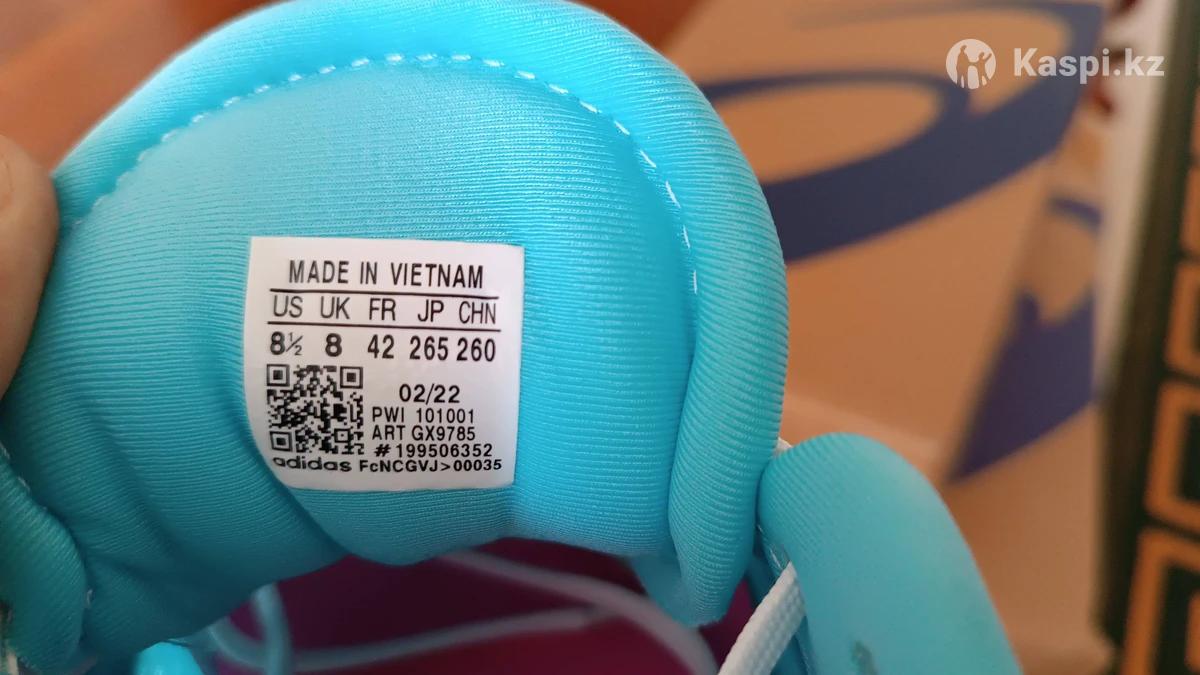 Kaspi.kz
MADE IN VIETNAM
US UK FR JP CHN
8½ 8 42 265 260
02/22
PWI 101001
ART GX9785
# 199506352
adidas FcNCGVJ>00035